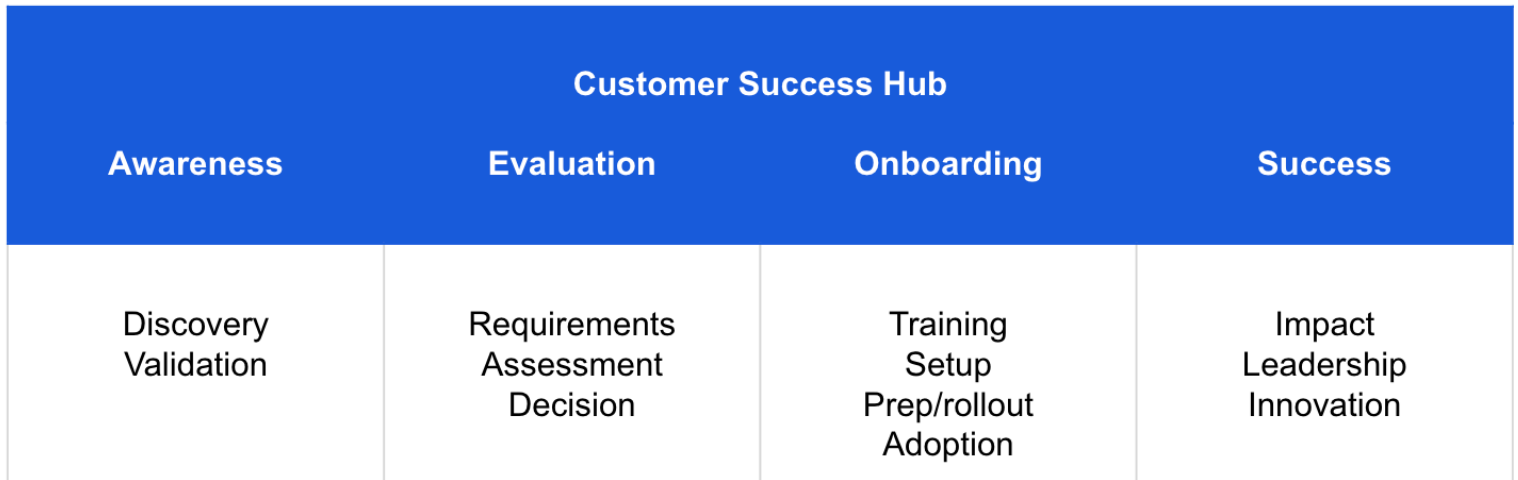 Customer Success Hub
Awareness Evaluation Onboarding Success
Discovery
Validation
Requirements
Assessment
Decision
Training
Setup
Prep/rollout
Adoption
Impact
Leadership
Innovation